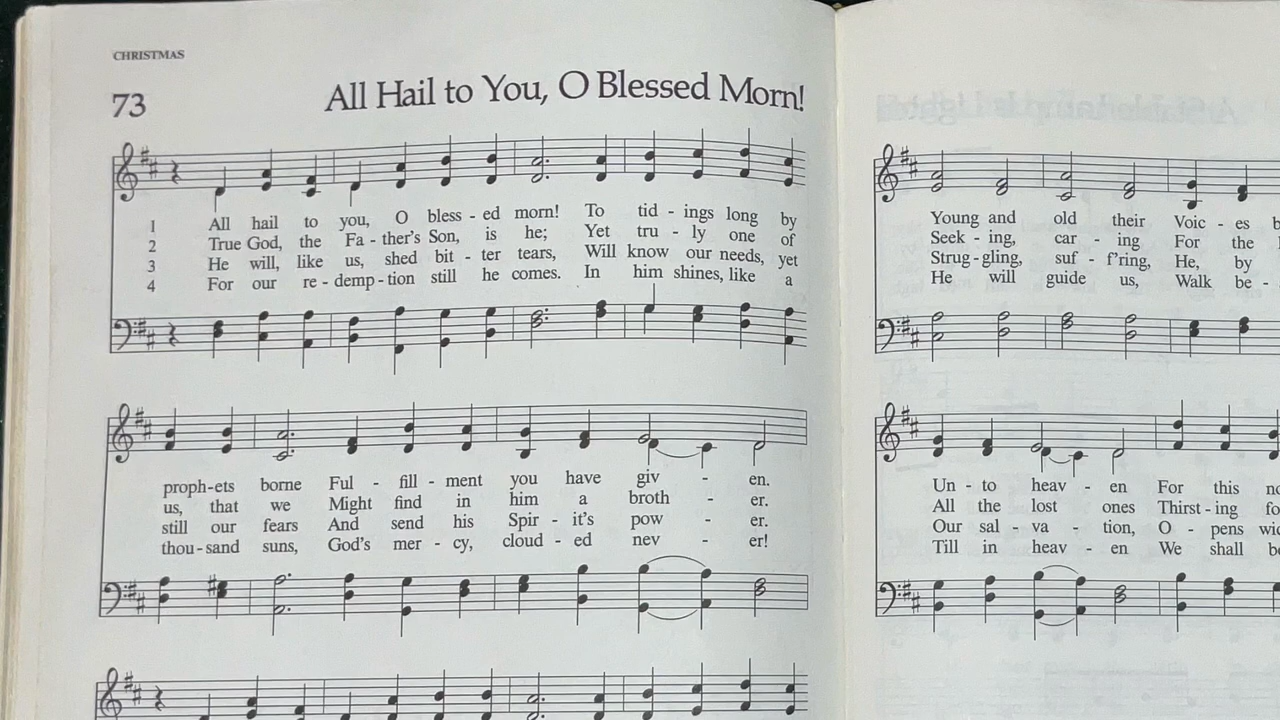 CHRISTMAS
73 All Hail to You, O Blessed Morn!
1 All hail to you, O bless - ed morn! To tid - ings long by
2 True God, the Fa - ther's Son, is he; Yet tru - ly one of
3 He will, like us, shed bit - ter tears, Will know our needs, yet
4 For our re - demp - tion still he comes. In him shines, like a
proph - ets borne Ful - fill - ment you have giv - en.
us, that we Might find in him a broth - er.
still our fears And send his Spir - it's pow - er.
thou - sand suns, God's mer - cy, cloud - ed nev - er!
Young and old their Voic - es
Seek - ing, car - ing For the
Strug - gling, suf - f'ring, He, by
He will guide us, Walk be -
Un - to heav - en For this
All the lost ones Thirst - ing
Our sal - va - tion, O - pens
Till in heav - en We shall